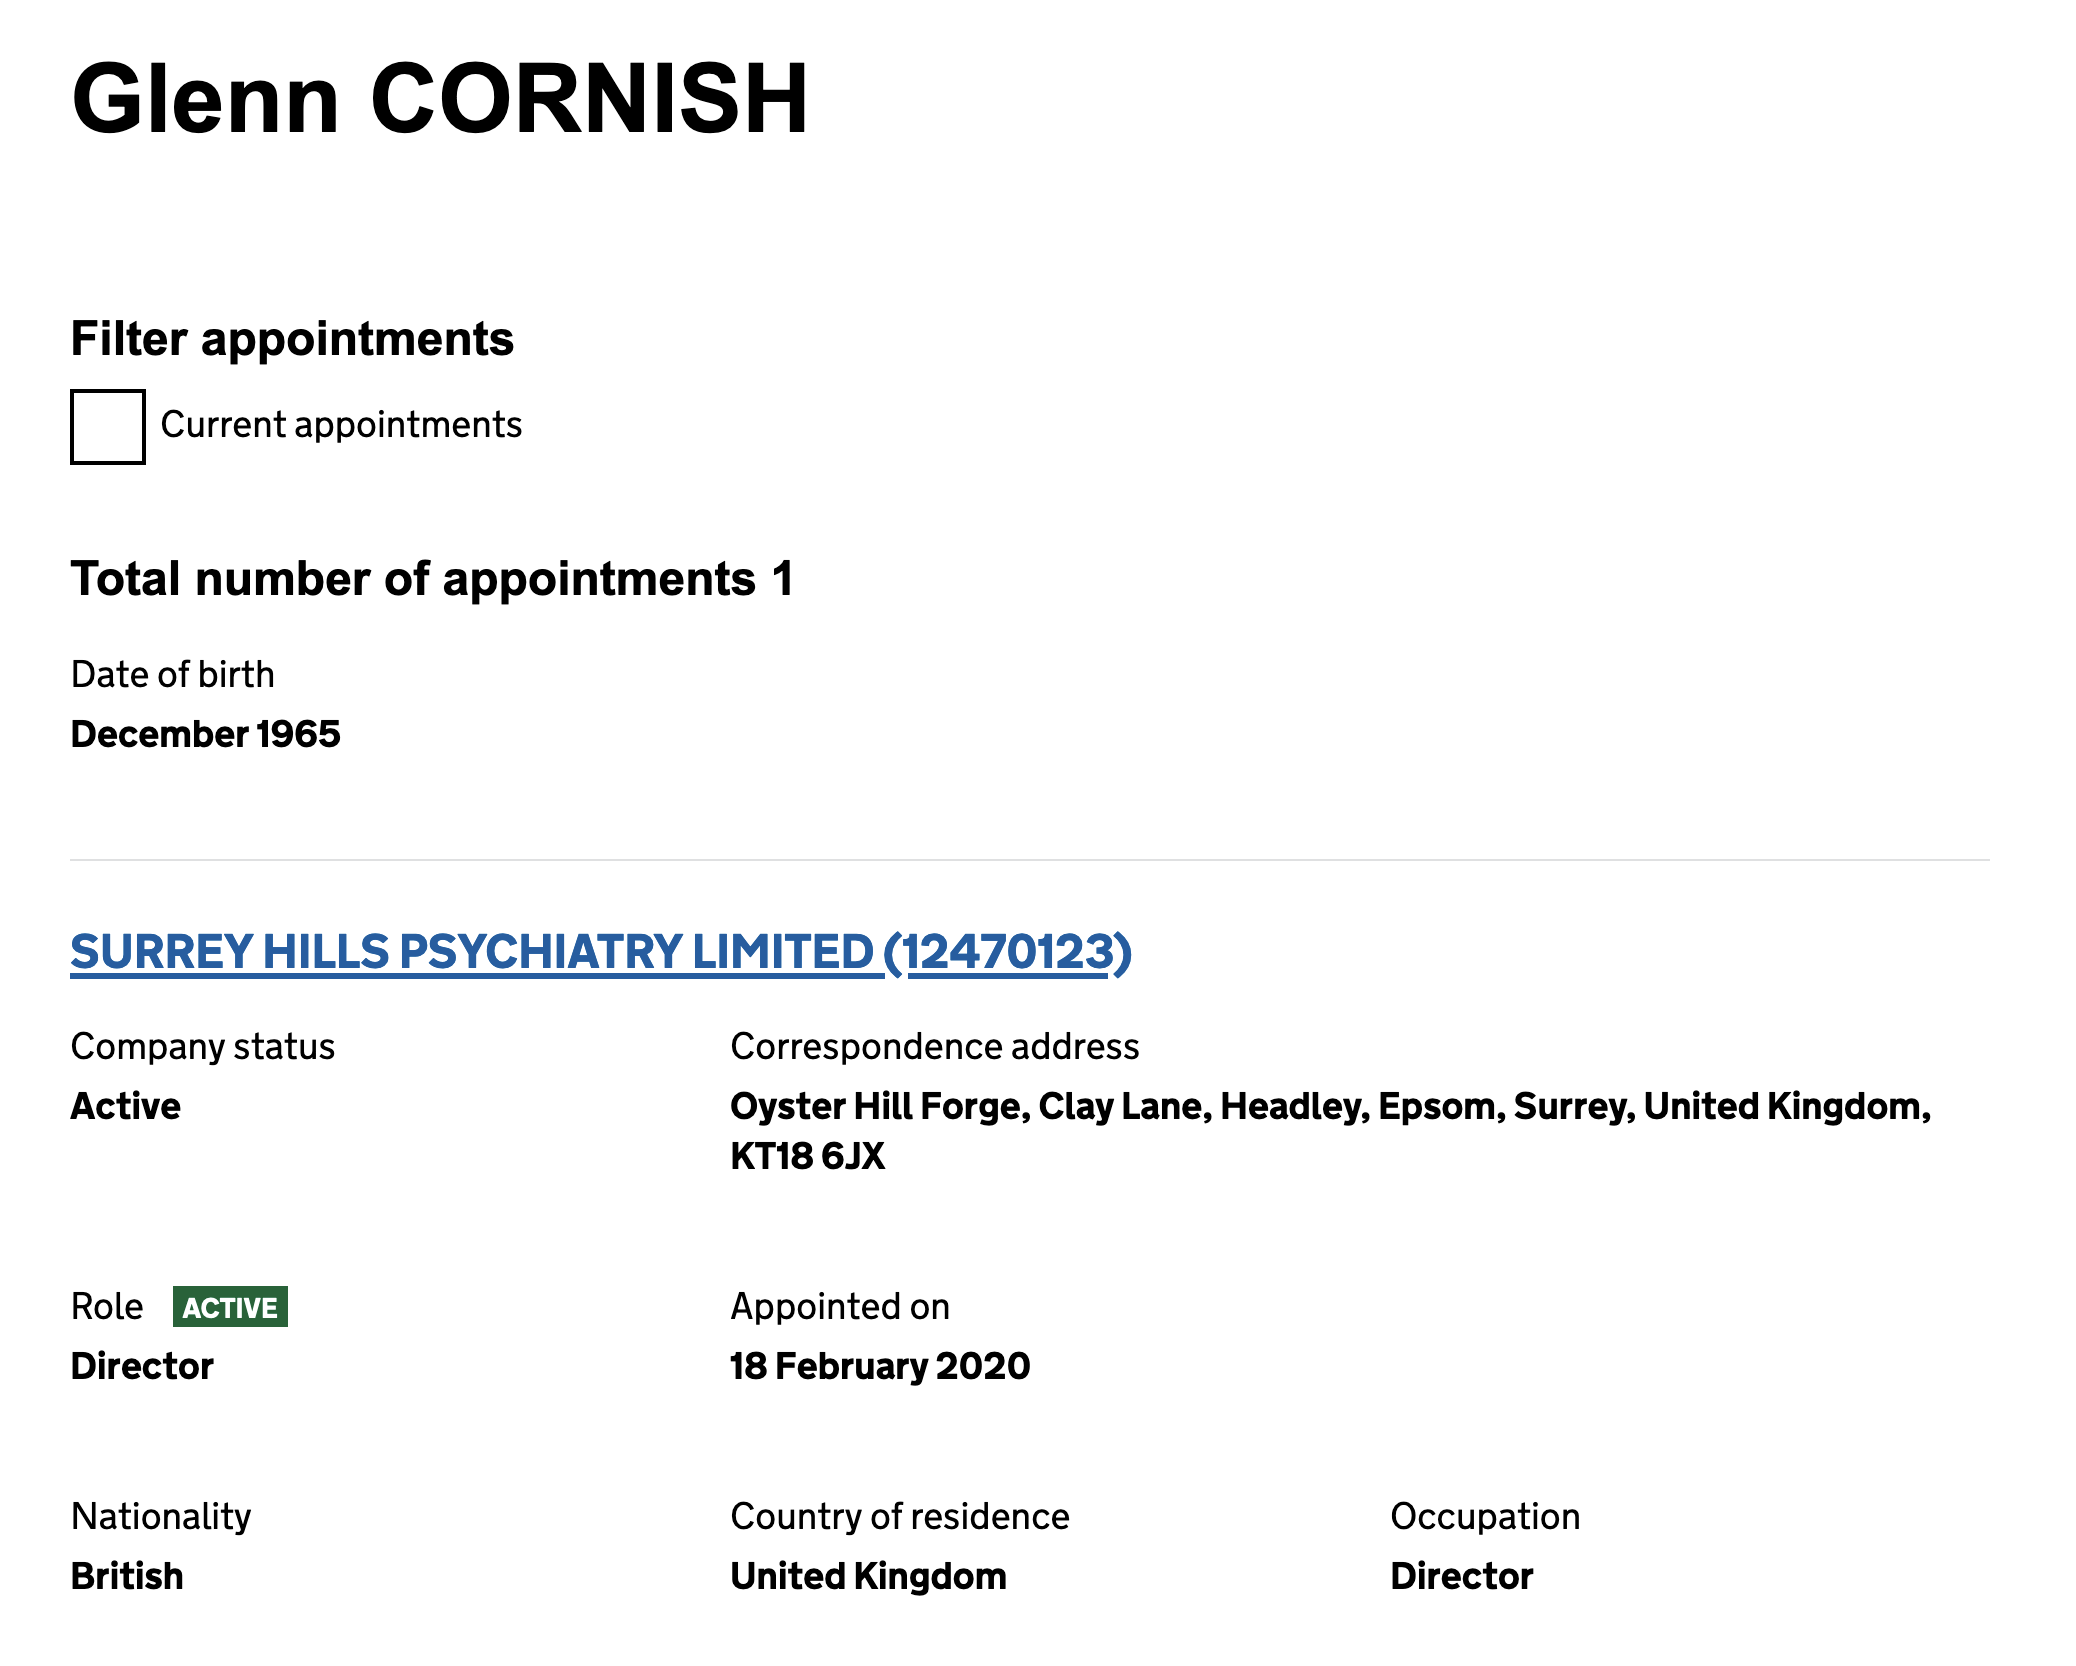 Glenn CORNISH
Filter appointments
Current appointments
Total number of appointments 1
Date of birth
December 1965
SURREY HILLS PSYCHIATRY LIMITED (12470123)
Company status
Active
Correspondence address
Oyster Hill Forge, Clay Lane, Headley, Epsom, Surrey, United Kingdom,
KT18 6JX
Role ACTIVE
Director
Appointed on
18 February 2020
Nationality
British
Country of residence
United Kingdom
Occupation
Director